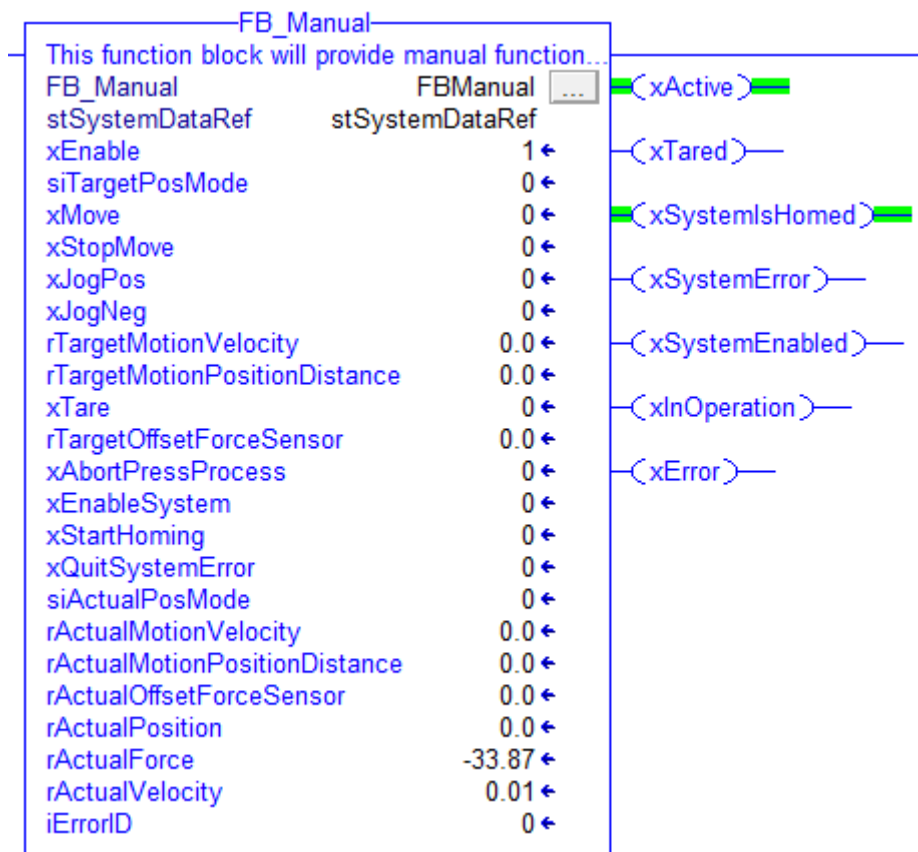 FB_Manual
This function block will provide manual function...
FB_Manual FBManual ... xActive
stSystemDataRef stSystemDataRef
xEnable 1 xTared
siTargetPosMode 0
xMove 0 xSystemIsHomed
xStopMove 0
xJogPos 0 xSystemError
xJogNeg 0
rTargetMotionVelocity 0.0 xSystemEnabled
rTargetMotionPositionDistance 0.0
xTare 0 xInOperation
rTargetOffsetForceSensor 0.0
xAbortPressProcess 0 xError
xEnableSystem 0
xStartHoming 0
xQuitSystemError 0
siActualPosMode 0
rActualMotionVelocity 0.0
rActualMotionPositionDistance 0.0
rActualOffsetForceSensor 0.0
rActualPosition 0.0
rActualForce -33.87
rActualVelocity 0.01
iErrorID 0